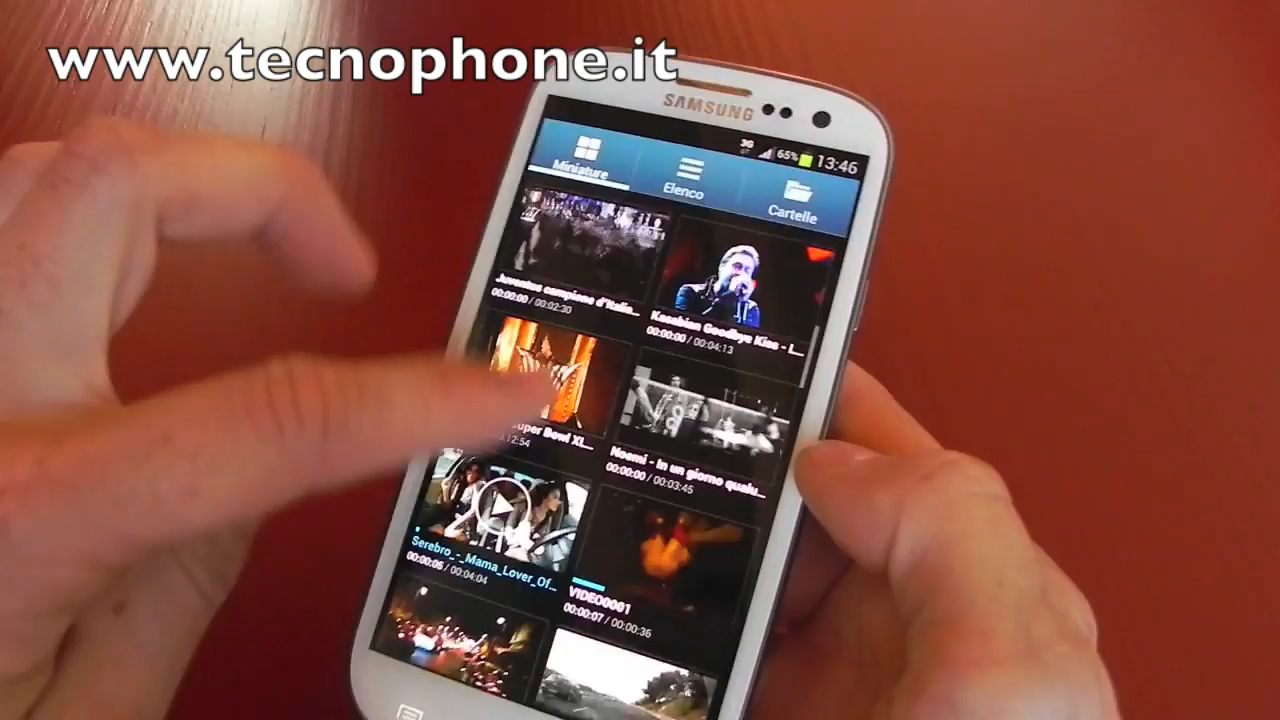 www.tecnophone.it
SAMSUNG
3G 65% 13:46
Miniature
Elenco
Cartelle
Juventus campione d'Italia...
00:00:00 / 00:02:30
Kasabian Goodbye Kiss - L...
00:00:00 / 00:04:13
Super Bowl XL...
12:54
Noemi - In un giorno qualu...
00:00:00 / 00:03:45
Serebro_-_Mama_Lover_Of...
00:00:05 / 00:04:04
VIDEO0001
00:00:07 / 00:00:36